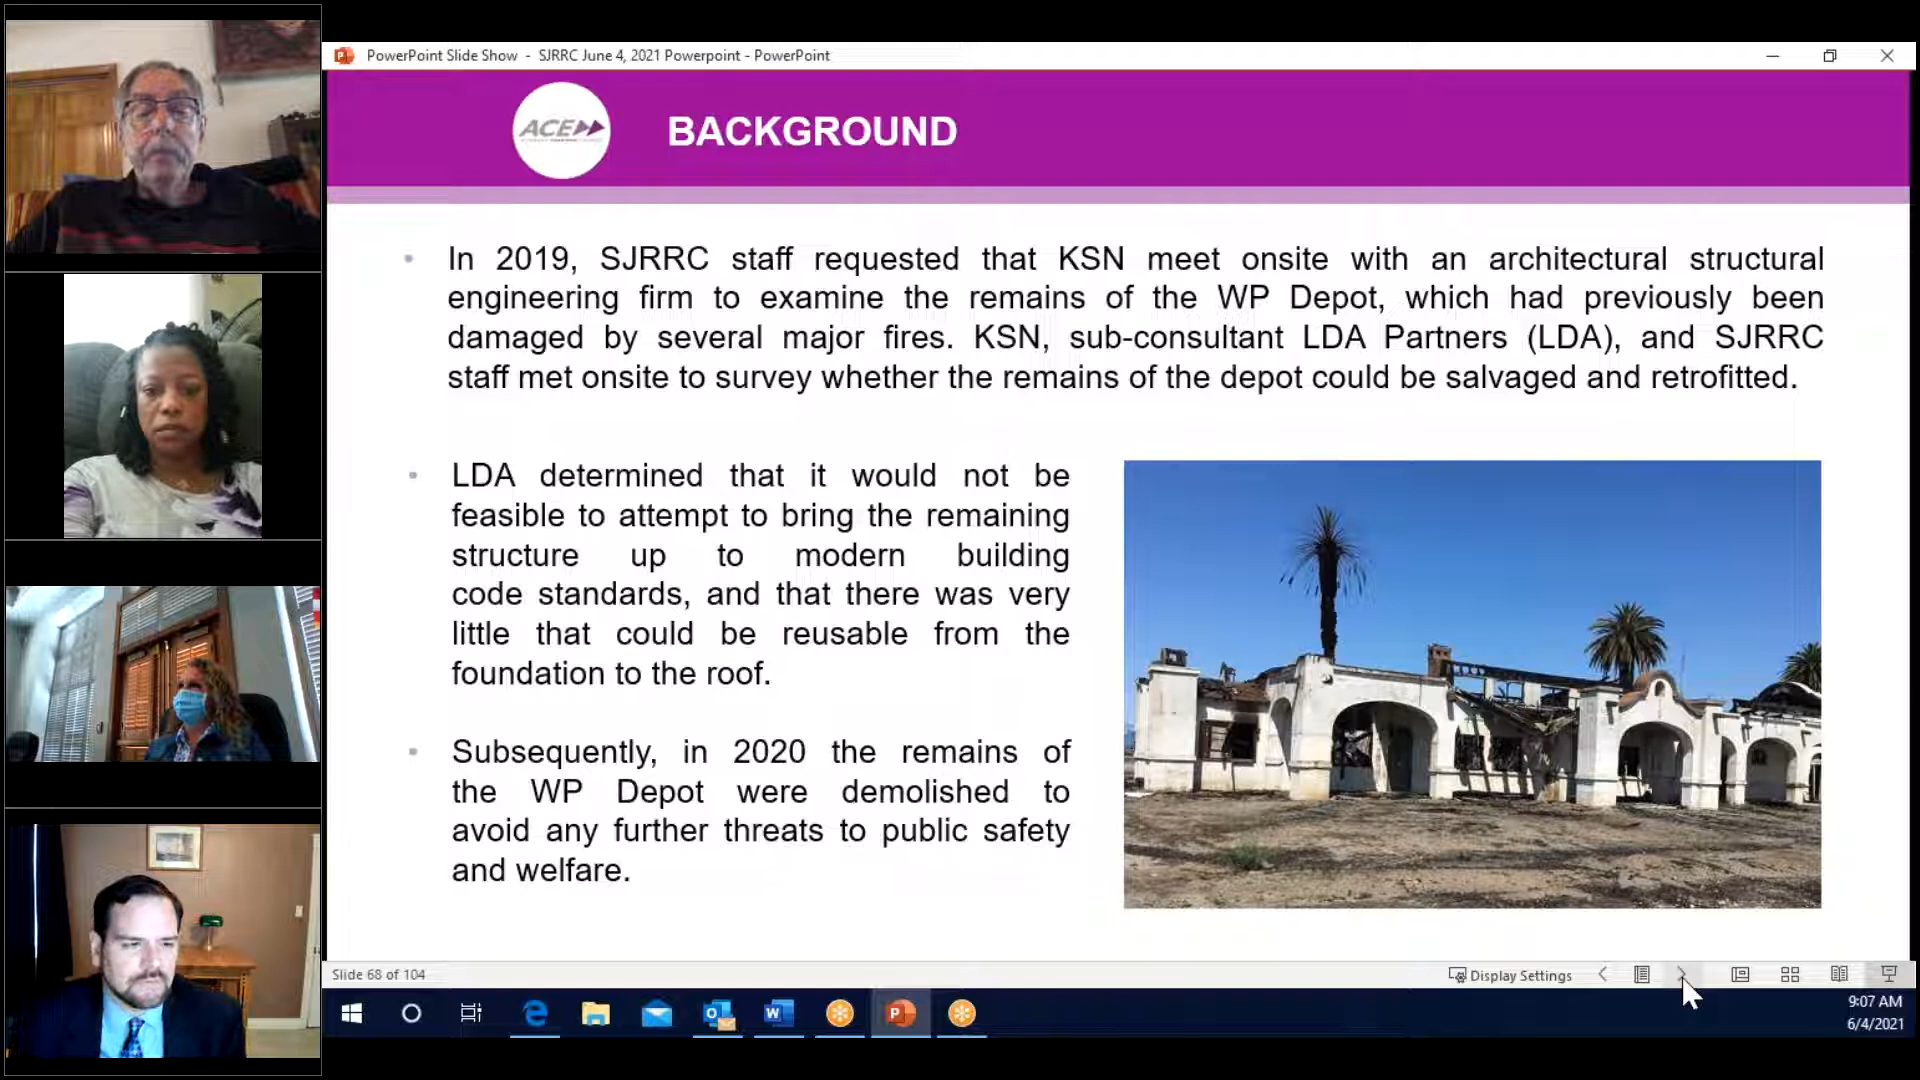 PowerPoint Slide Show - SJRRC June 4, 2021 Powerpoint - PowerPoint
ACE
BACKGROUND
In 2019, SJRRC staff requested that KSN meet onsite with an architectural structural
engineering firm to examine the remains of the WP Depot, which had previously been
damaged by several major fires. KSN, sub-consultant LDA Partners (LDA), and SJRRC
staff met onsite to survey whether the remains of the depot could be salvaged and retrofitted.
LDA determined that it would not be
feasible to attempt to bring the remaining
structure up to modern building
code standards, and that there was very
little that could be reusable from the
foundation to the roof.
Subsequently, in 2020 the remains of
the WP Depot were demolished to
avoid any further threats to public safety
and welfare.
Slide 68 of 104
Display Settings
9:07 AM
6/4/2021